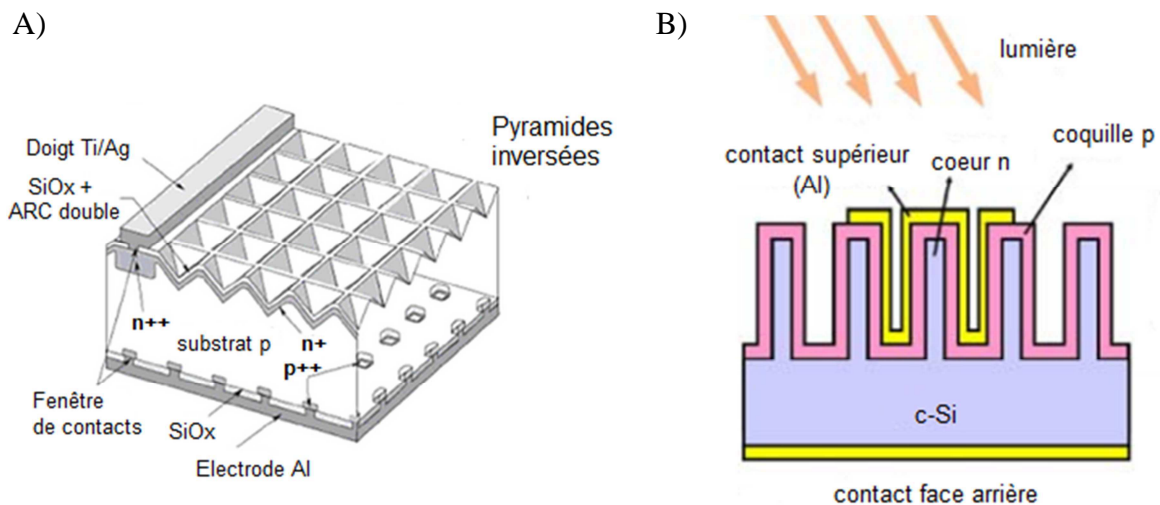 A)
Pyramides
inversées
Doigt Ti/Ag
SiOx +
ARC double
n++
substrat p
n+
p++
Fenêtre
de contacts
SiOx
Electrode Al
B)
lumière
contact supérieur
(Al)
coeur n
coquille p
c-Si
contact face arrière